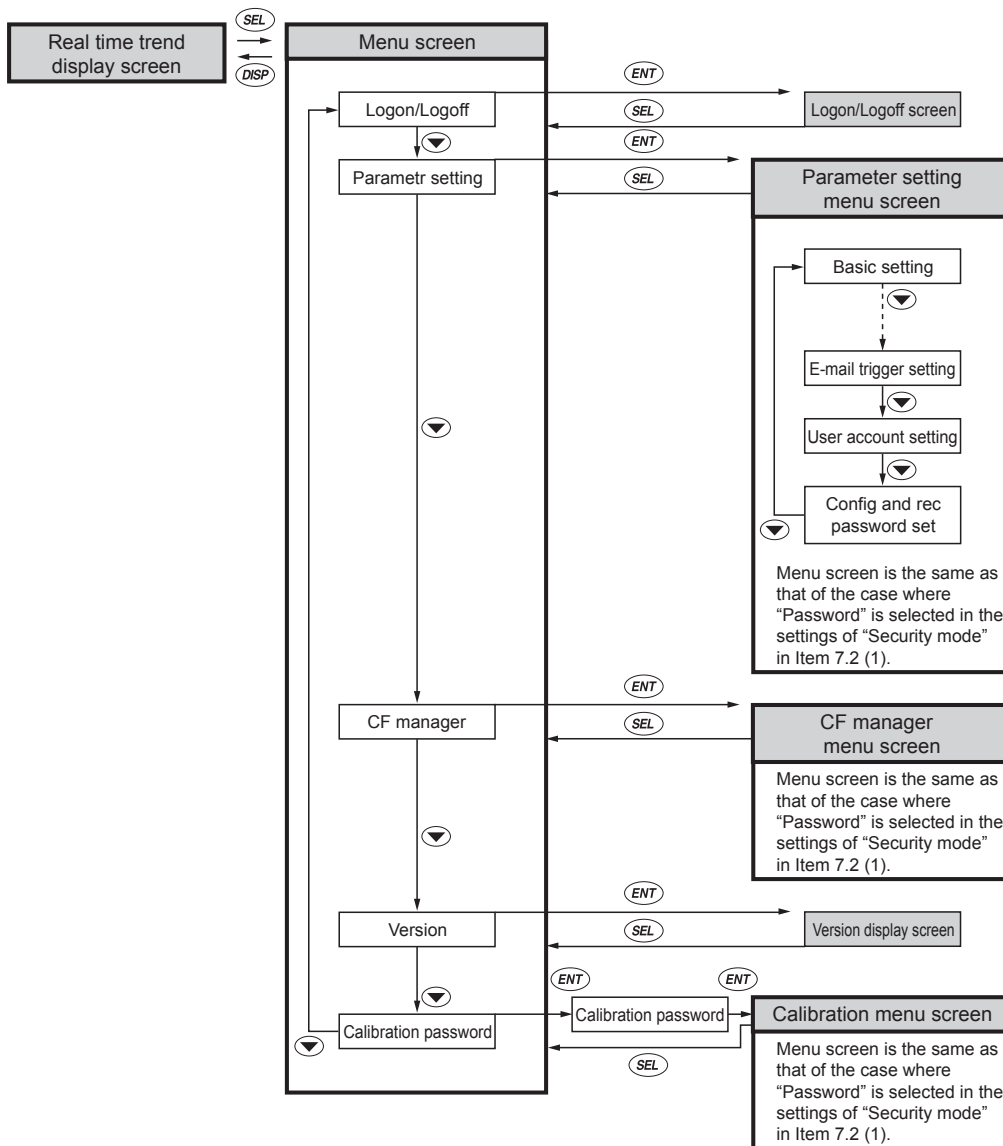 Real time trend
display screen
SEL
DISP
Menu screen
ENT
Logon/Logoff
SEL
Logon/Logoff screen
ENT
Parametr setting
SEL
Parameter setting
menu screen
Basic setting
E-mail trigger setting
User account setting
Config and rec
password set
Menu screen is the same as
that of the case where
“Password” is selected in the
settings of “Security mode”
in Item 7.2 (1).
ENT
CF manager
SEL
CF manager
menu screen
Menu screen is the same as
that of the case where
“Password” is selected in the
settings of “Security mode”
in Item 7.2 (1).
ENT
Version
SEL
Version display screen
ENT
ENT
Calibration password
Calibration password
SEL
Calibration menu screen
Menu screen is the same as
that of the case where
“Password” is selected in the
settings of “Security mode”
in Item 7.2 (1).